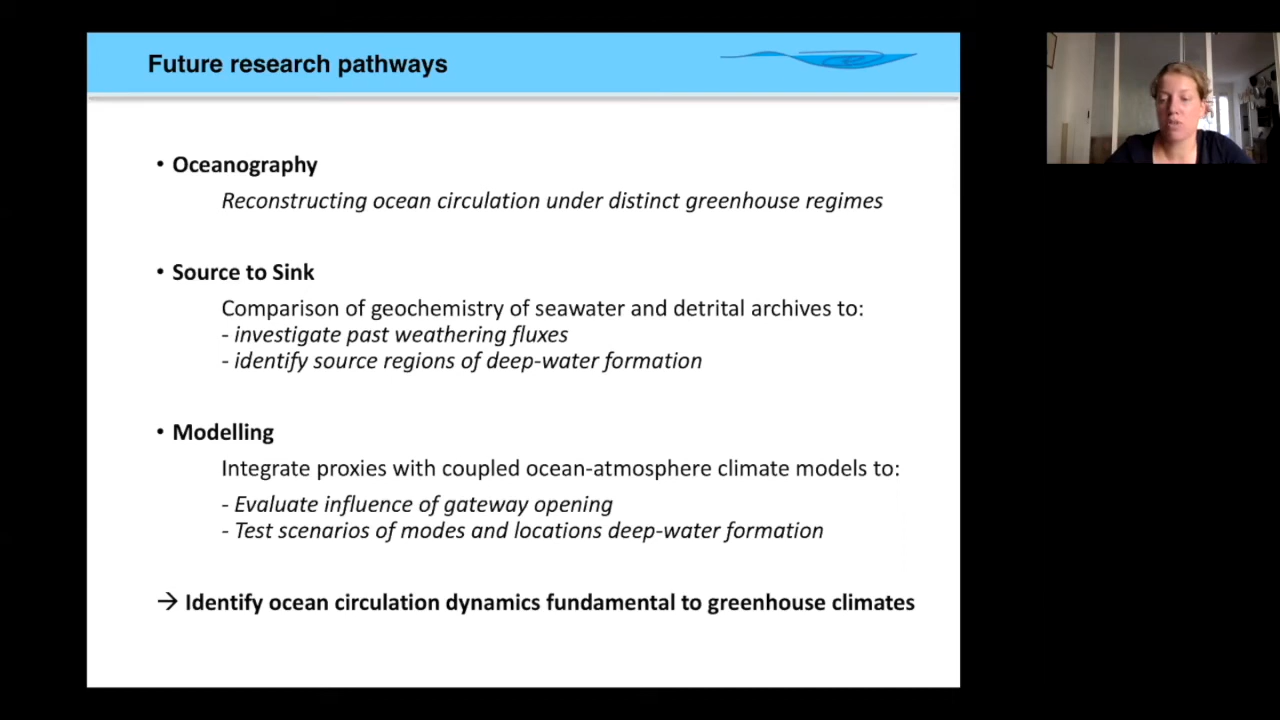 Future research pathways
• Oceanography
Reconstructing ocean circulation under distinct greenhouse regimes
• Source to Sink
Comparison of geochemistry of seawater and detrital archives to:
- investigate past weathering fluxes
- identify source regions of deep-water formation
• Modelling
Integrate proxies with coupled ocean-atmosphere climate models to:
- Evaluate influence of gateway opening
- Test scenarios of modes and locations deep-water formation
→ Identify ocean circulation dynamics fundamental to greenhouse climates